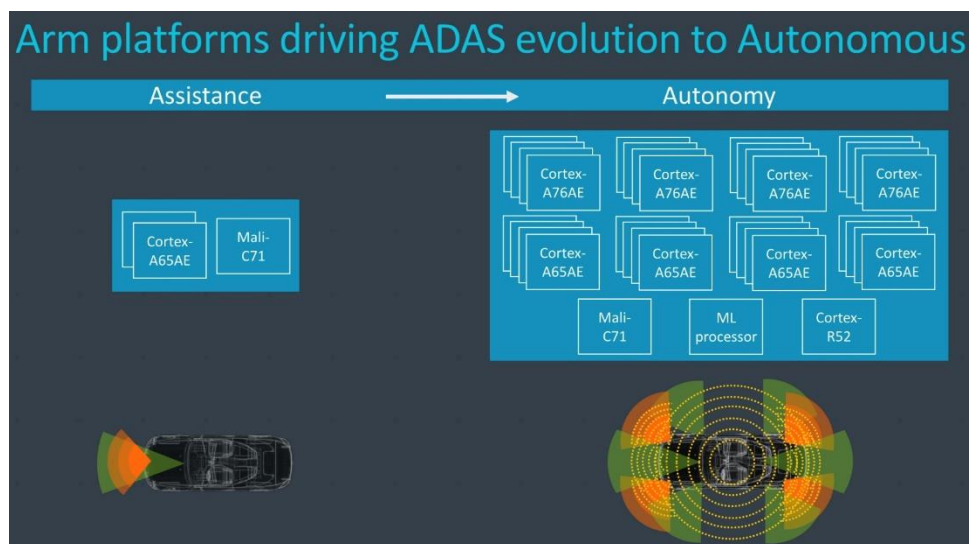 Arm platforms driving ADAS evolution to Autonomous
Assistance
Autonomy
Cortex-
A65AE
Mali-
C71
Cortex-
A76AE
Cortex-
A76AE
Cortex-
A76AE
Cortex-
A76AE
Cortex-
A65AE
Cortex-
A65AE
Cortex-
A65AE
Cortex-
A65AE
Mali-
C71
ML
processor
Cortex-
R52